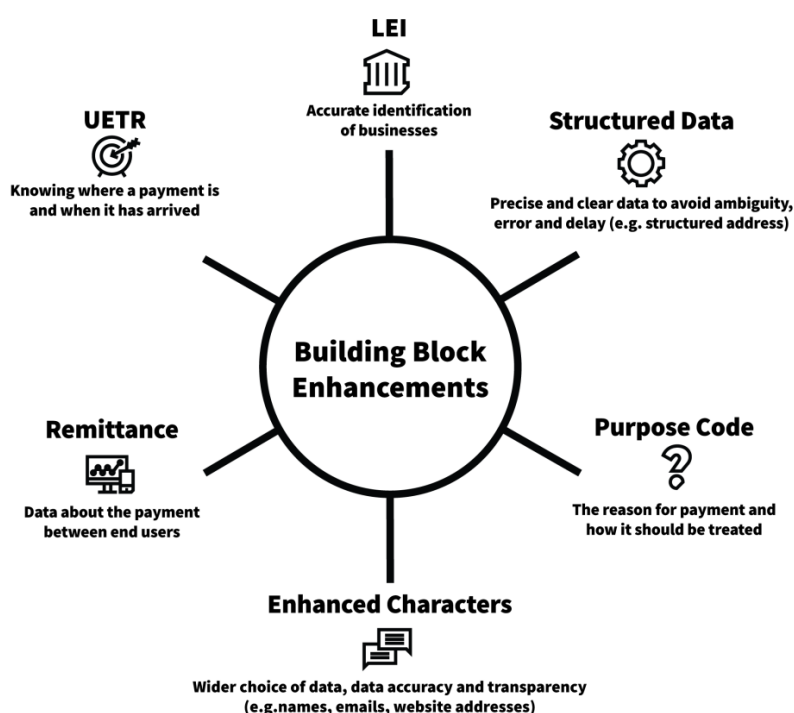 LEI
Accurate identification
of businesses
UETR
Knowing where a payment is
and when it has arrived
Structured Data
Precise and clear data to avoid ambiguity,
error and delay (e.g. structured address)
Building Block
Enhancements
Remittance
Data about the payment
between end users
Purpose Code
The reason for payment and
how it should be treated
Enhanced Characters
Wider choice of data, data accuracy and transparency
(e.g.names, emails, website addresses)